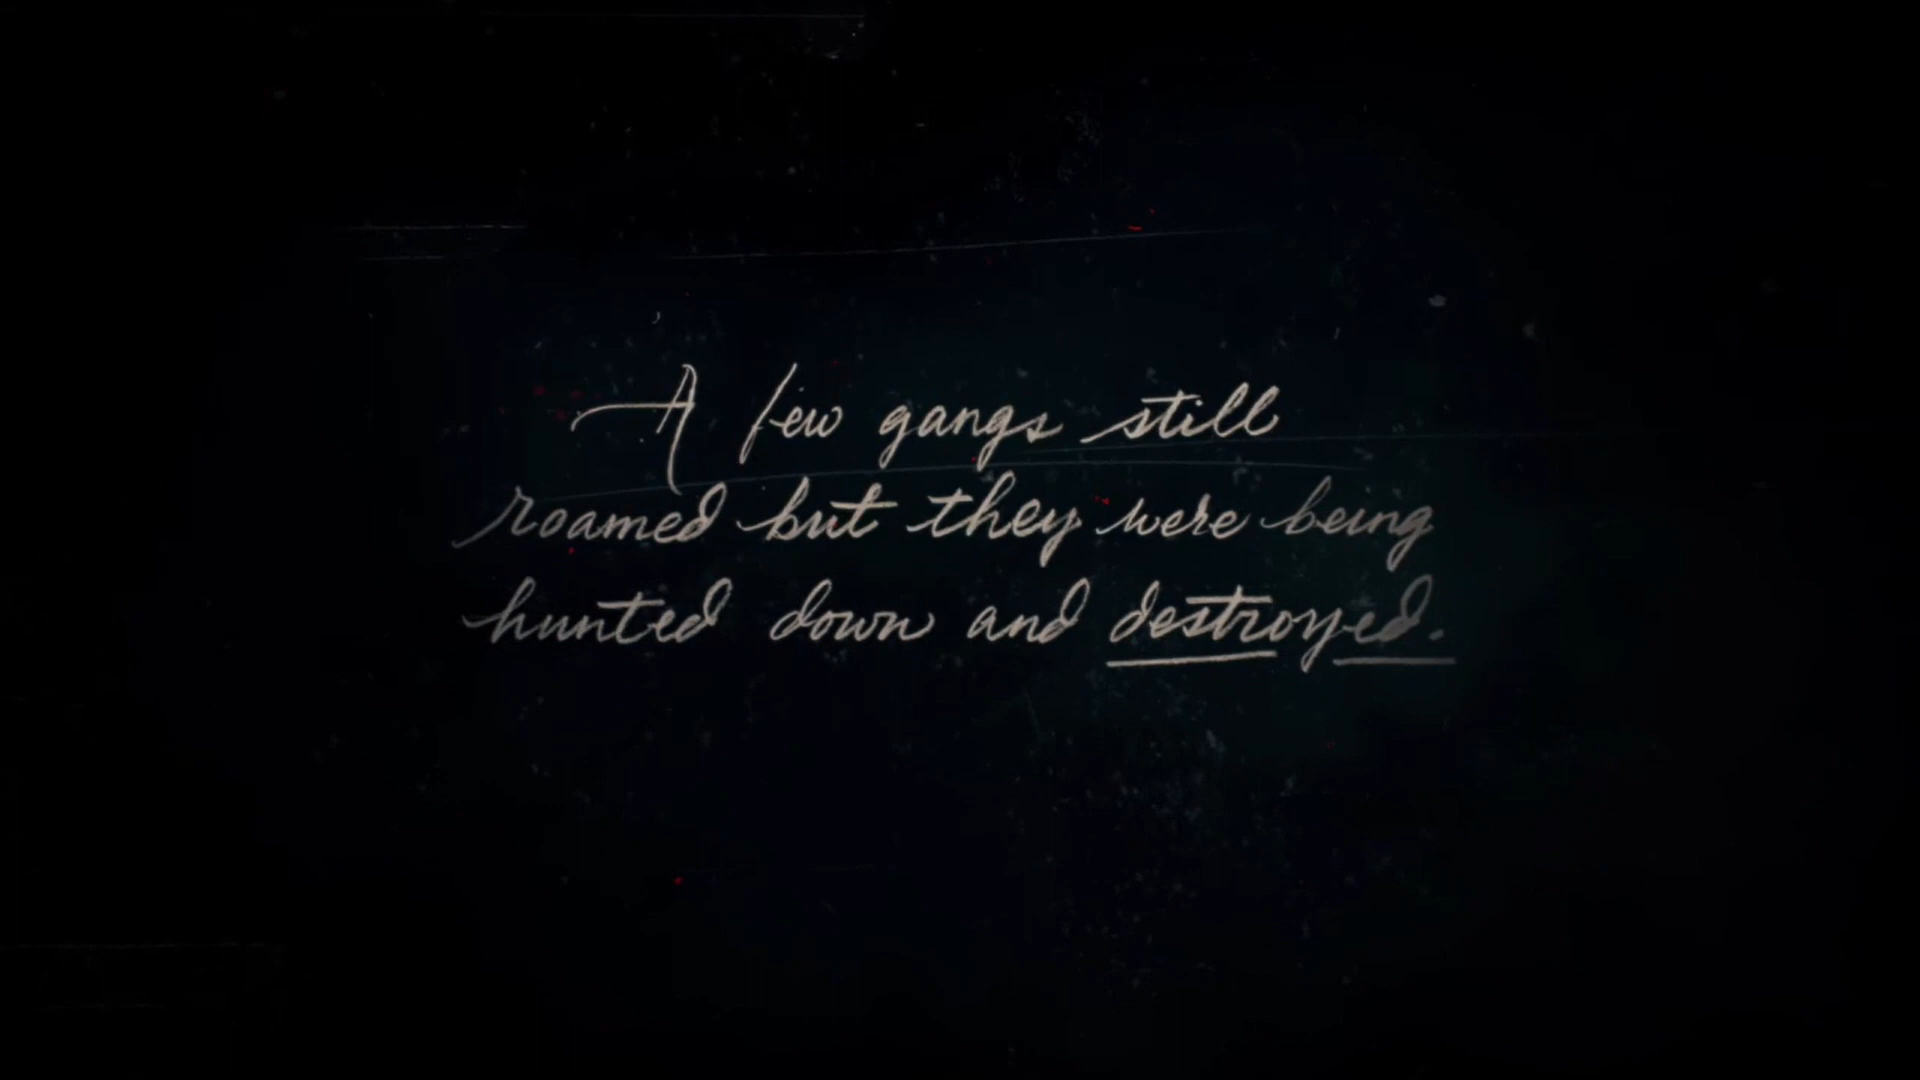 A few gangs still
roamed but they were being
hunted down and destroyed.